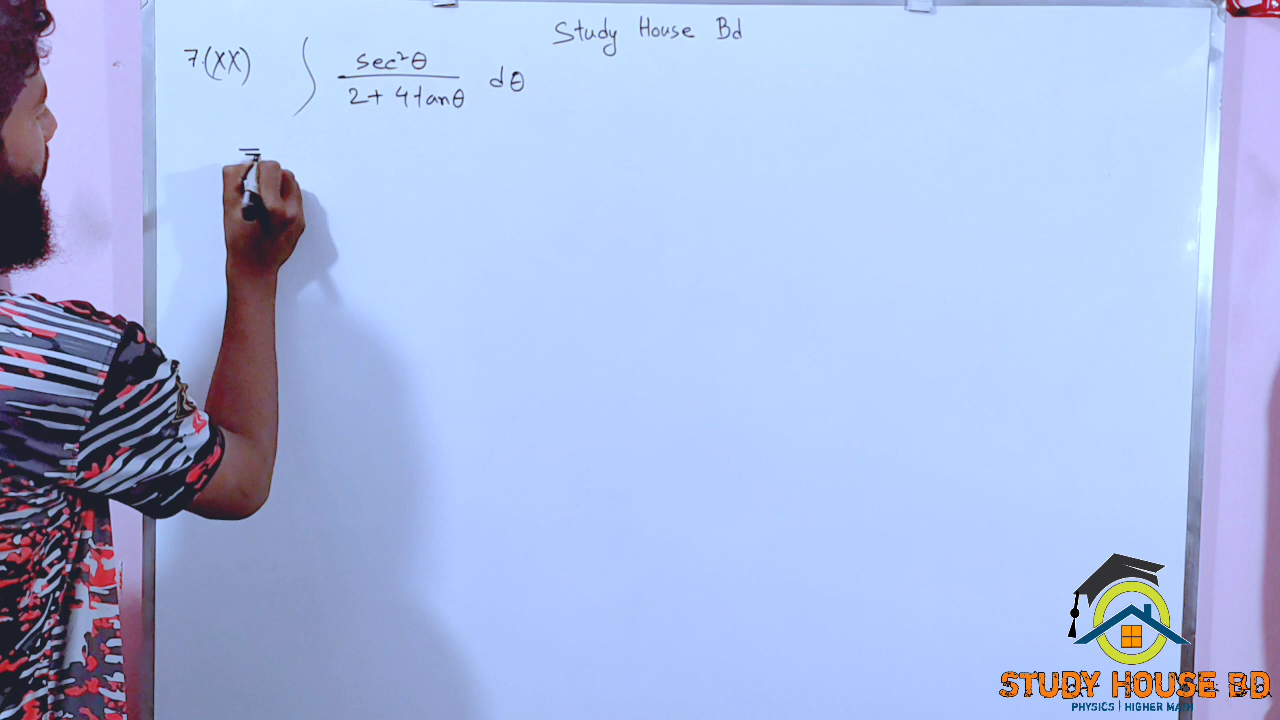 Study House Bd
7.(XX) ∫ sec²θ / 2 + 4tanθ dθ
=
STUDY HOUSE BD
PHYSICS | HIGHER MATH